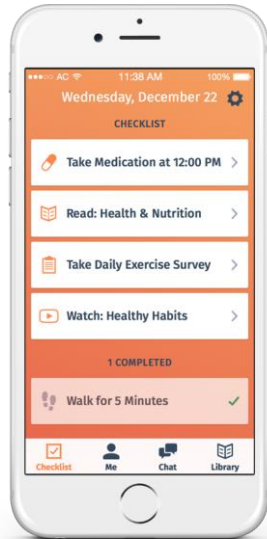 AC 11:38 AM 100%
Wednesday, December 22
CHECKLIST
Take Medication at 12:00 PM
Read: Health & Nutrition
Take Daily Exercise Survey
Watch: Healthy Habits
1 COMPLETED
Walk for 5 Minutes
Checklist Me Chat Library